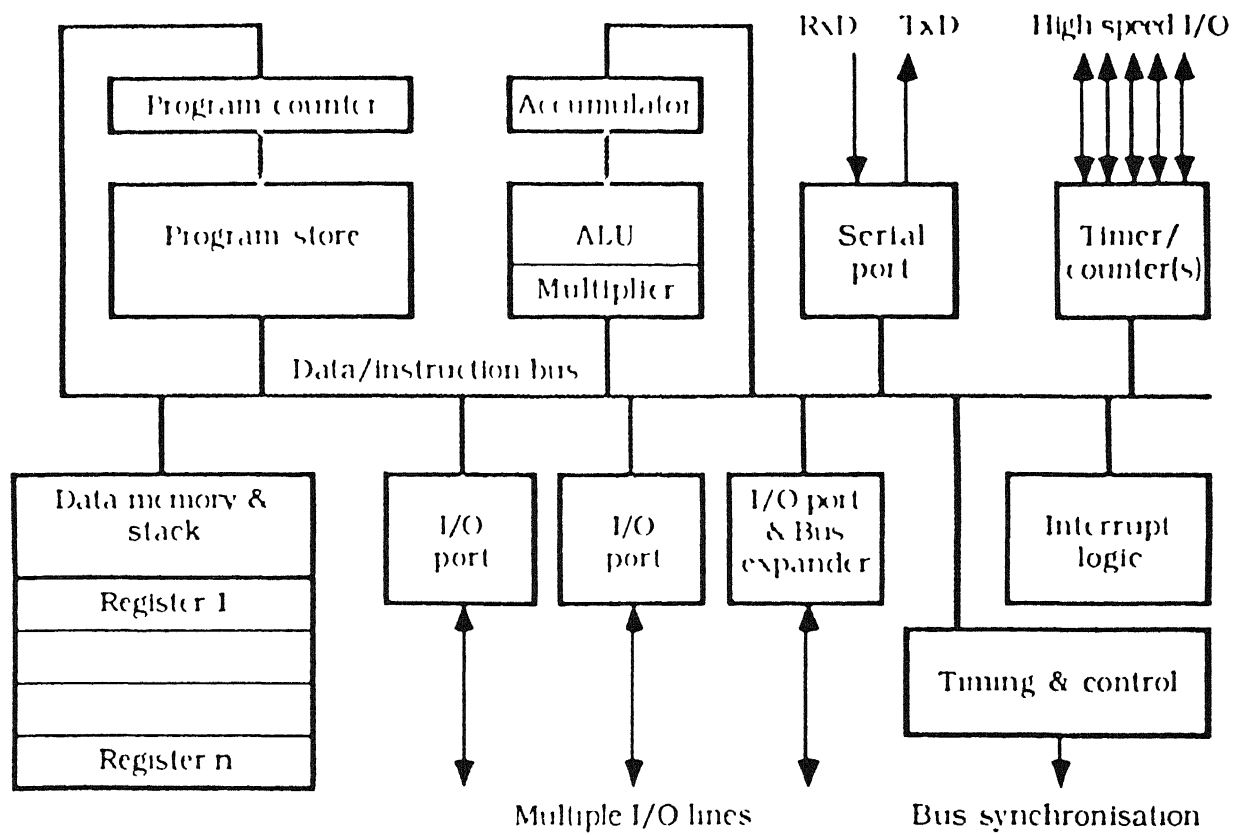 RxD TxD High speed I/O
Program counter
Accumulator
Program store
ALU
Multiplier
Serial
port
Timer/
counter(s)
Data/instruction bus
Data memory &
stack
Register 1
Register n
I/O
port
I/O
port
I/O port
& Bus
expander
Interrupt
logic
Timing & control
Multiple I/O lines
Bus synchronisation